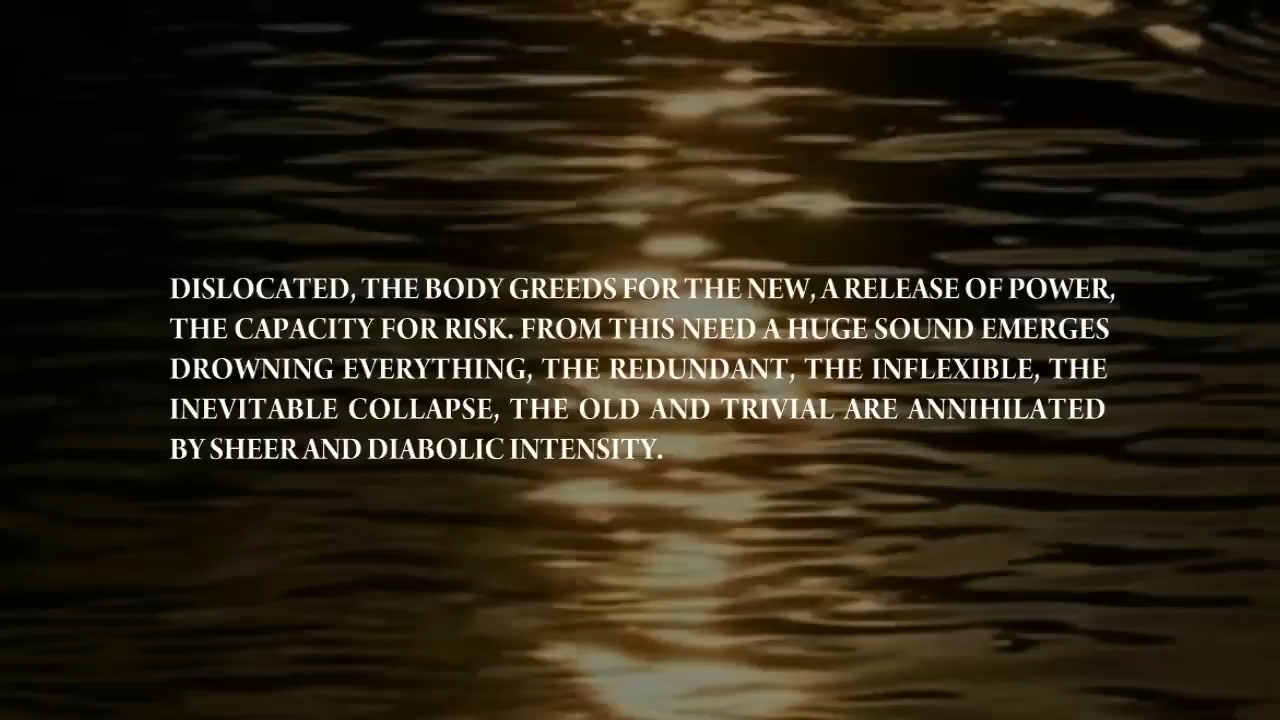 DISLOCATED, THE BODY GREEDS FOR THE NEW, A RELEASE OF POWER,
THE CAPACITY FOR RISK. FROM THIS NEED A HUGE SOUND EMERGES
DROWNING EVERYTHING, THE REDUNDANT, THE INFLEXIBLE, THE
INEVITABLE COLLAPSE, THE OLD AND TRIVIAL ARE ANNIHILATED
BY SHEER AND DIABOLIC INTENSITY.